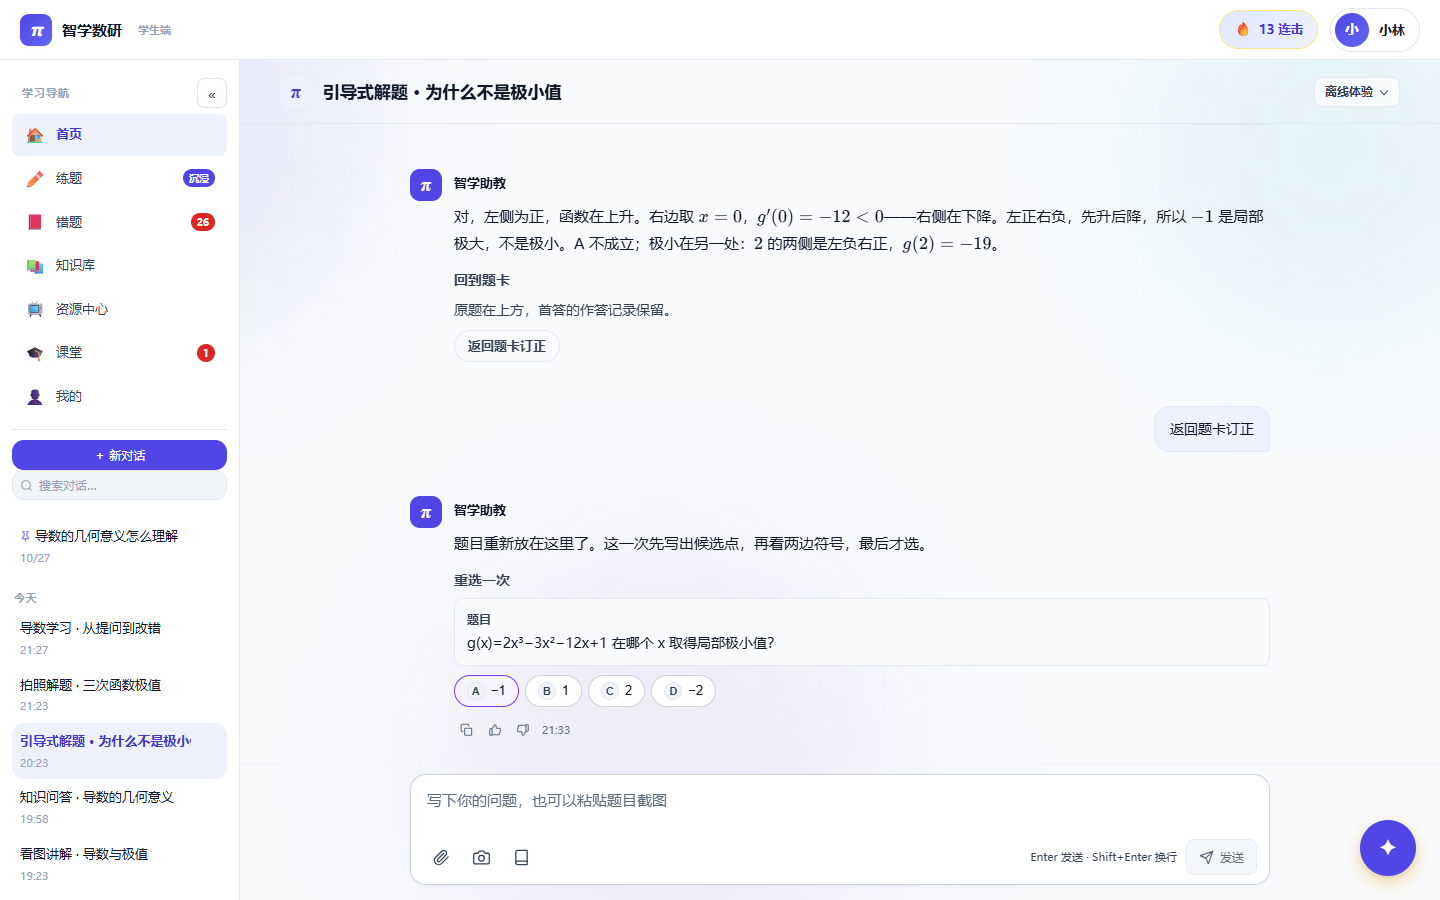 π 智学数研 学生端
13 连击
小 小林
学习导航 «
首页
练题 沉浸
错题 26
知识库
资源中心
课堂 1
我的
+ 新对话
搜索对话...
导数的几何意义怎么理解
10/27
今天
导数学习 · 从提问到改错
21:27
拍照解题 · 三次函数极值
21:23
引导式解题 • 为什么不是极小
20:23
知识问答 · 导数的几何意义
19:58
看图讲解 · 导数与极值
19:23
π 引导式解题 • 为什么不是极小值
离线体验
π 智学助教
对，左侧为正，函数在上升。右边取 x = 0，g′(0) = −12 < 0——右侧在下降。左正右负，先升后降，所以 −1 是局部
极大，不是极小。A 不成立；极小在另一处：2 的两侧是左负右正，g(2) = −19。
回到题卡
原题在上方，首答的作答记录保留。
返回题卡订正
返回题卡订正
π 智学助教
题目重新放在这里了。这一次先写出候选点，再看两边符号，最后才选。
重选一次
题目
g(x)=2x³−3x²−12x+1 在哪个 x 取得局部极小值？
A −1 B 1 C 2 D −2
21:33
写下你的问题，也可以粘贴题目截图
Enter 发送 · Shift+Enter 换行 发送